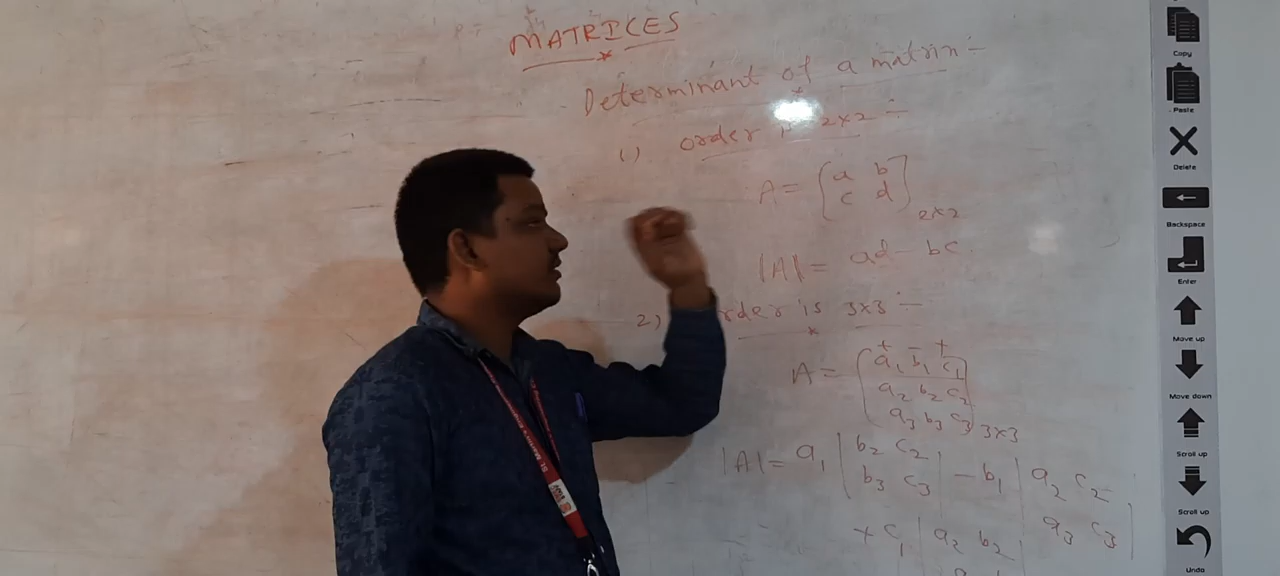 MATRICES
Determinant of a matrix :-
1) order is 2x2 :-
A = [a b
c d] 2x2
|A| = ad - bc
2) order is 3x3 :-
+ - +
A = [a₁ b₁ c₁
a₂ b₂ c₂
a₃ b₃ c₃] 3x3
|A| = a₁ |b₂ c₂ - b₁ |a₂ c₂
b₃ c₃| a₃ c₃|
+ c₁ |a₂ b₂
Copy
Paste
Delete
Backspace
Enter
Move up
Move down
Scroll up
Scroll up
Undo